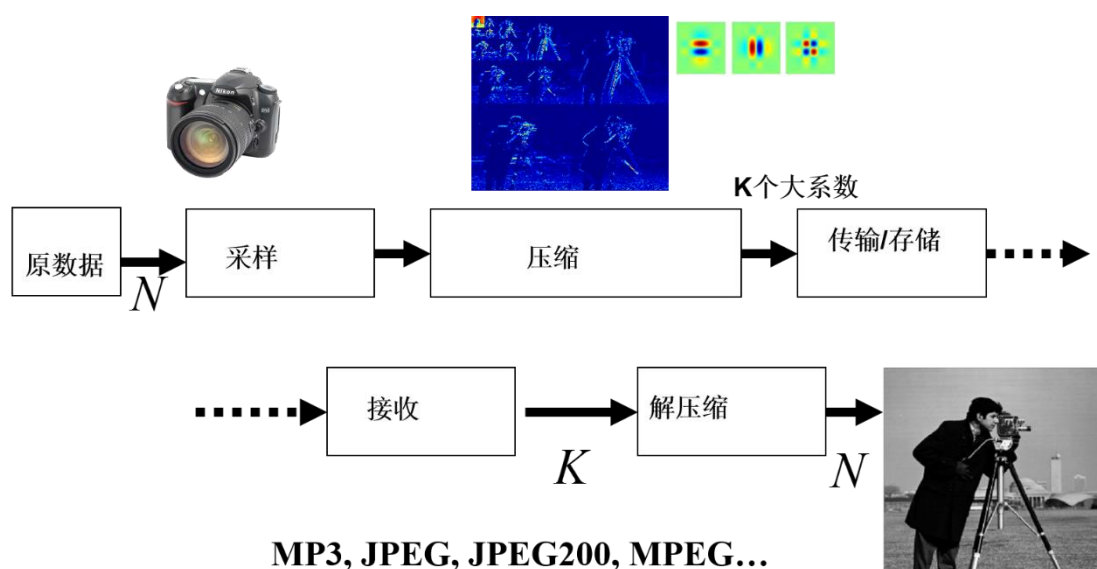 Nikon
K个大系数
原数据
N
采样
压缩
传输/存储
接收
K
解压缩
N
MP3, JPEG, JPEG200, MPEG…